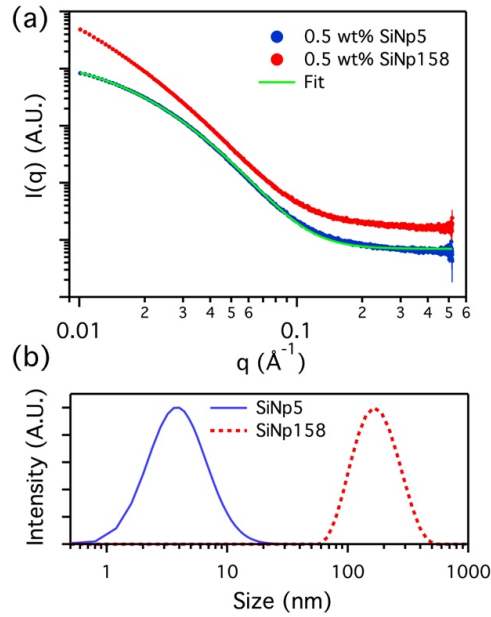 (a)
0.5 wt% SiNp5
0.5 wt% SiNp158
Fit
I(q) (A.U.)
0.01 2 3 4 5 6 0.1 2 3 4 5 6
q (Å⁻¹)
(b)
SiNp5
SiNp158
Intensity (A.U.)
1 10 100 1000
Size (nm)